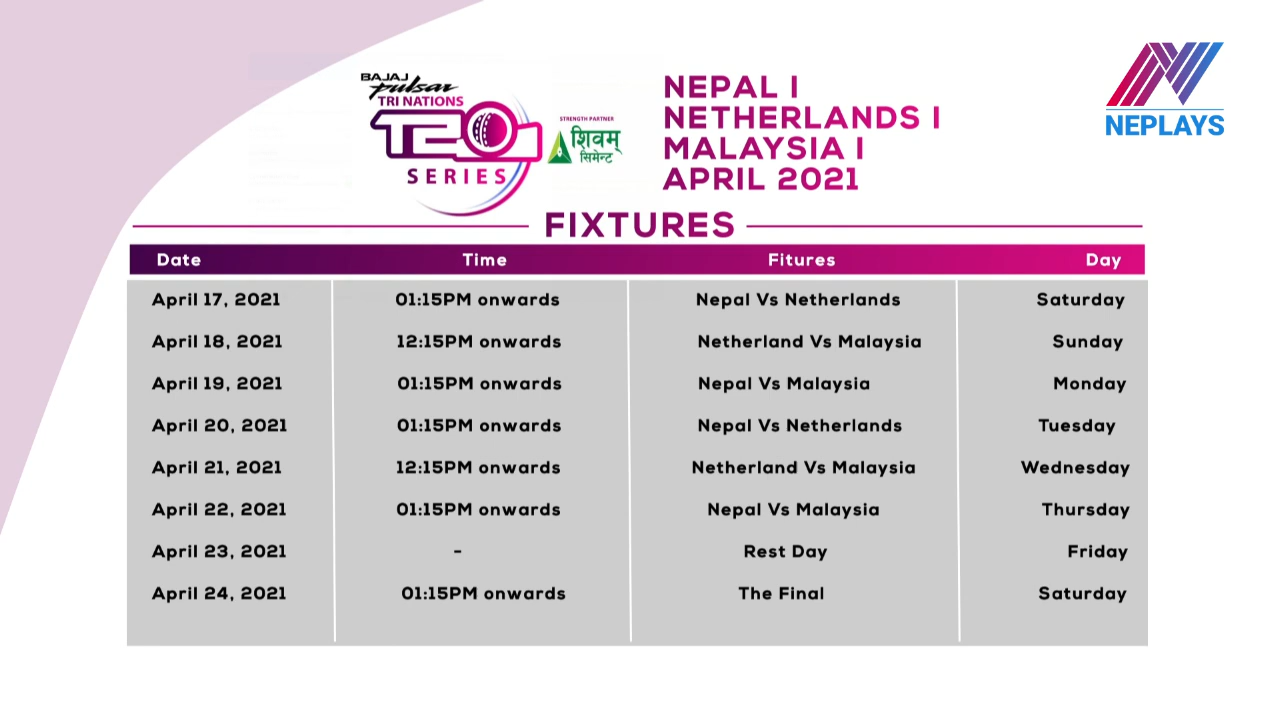 BAJAJ
pulsar
TRI NATIONS
T20I
SERIES
STRENGTH PARTNER
शिवम्
सिमेन्ट
NEPAL I
NETHERLANDS I
MALAYSIA I
APRIL 2021
NEPLAYS
FIXTURES
Date Time Fitures Day
April 17, 2021 01:15PM onwards Nepal Vs Netherlands Saturday
April 18, 2021 12:15PM onwards Netherland Vs Malaysia Sunday
April 19, 2021 01:15PM onwards Nepal Vs Malaysia Monday
April 20, 2021 01:15PM onwards Nepal Vs Netherlands Tuesday
April 21, 2021 12:15PM onwards Netherland Vs Malaysia Wednesday
April 22, 2021 01:15PM onwards Nepal Vs Malaysia Thursday
April 23, 2021 - Rest Day Friday
April 24, 2021 01:15PM onwards The Final Saturday